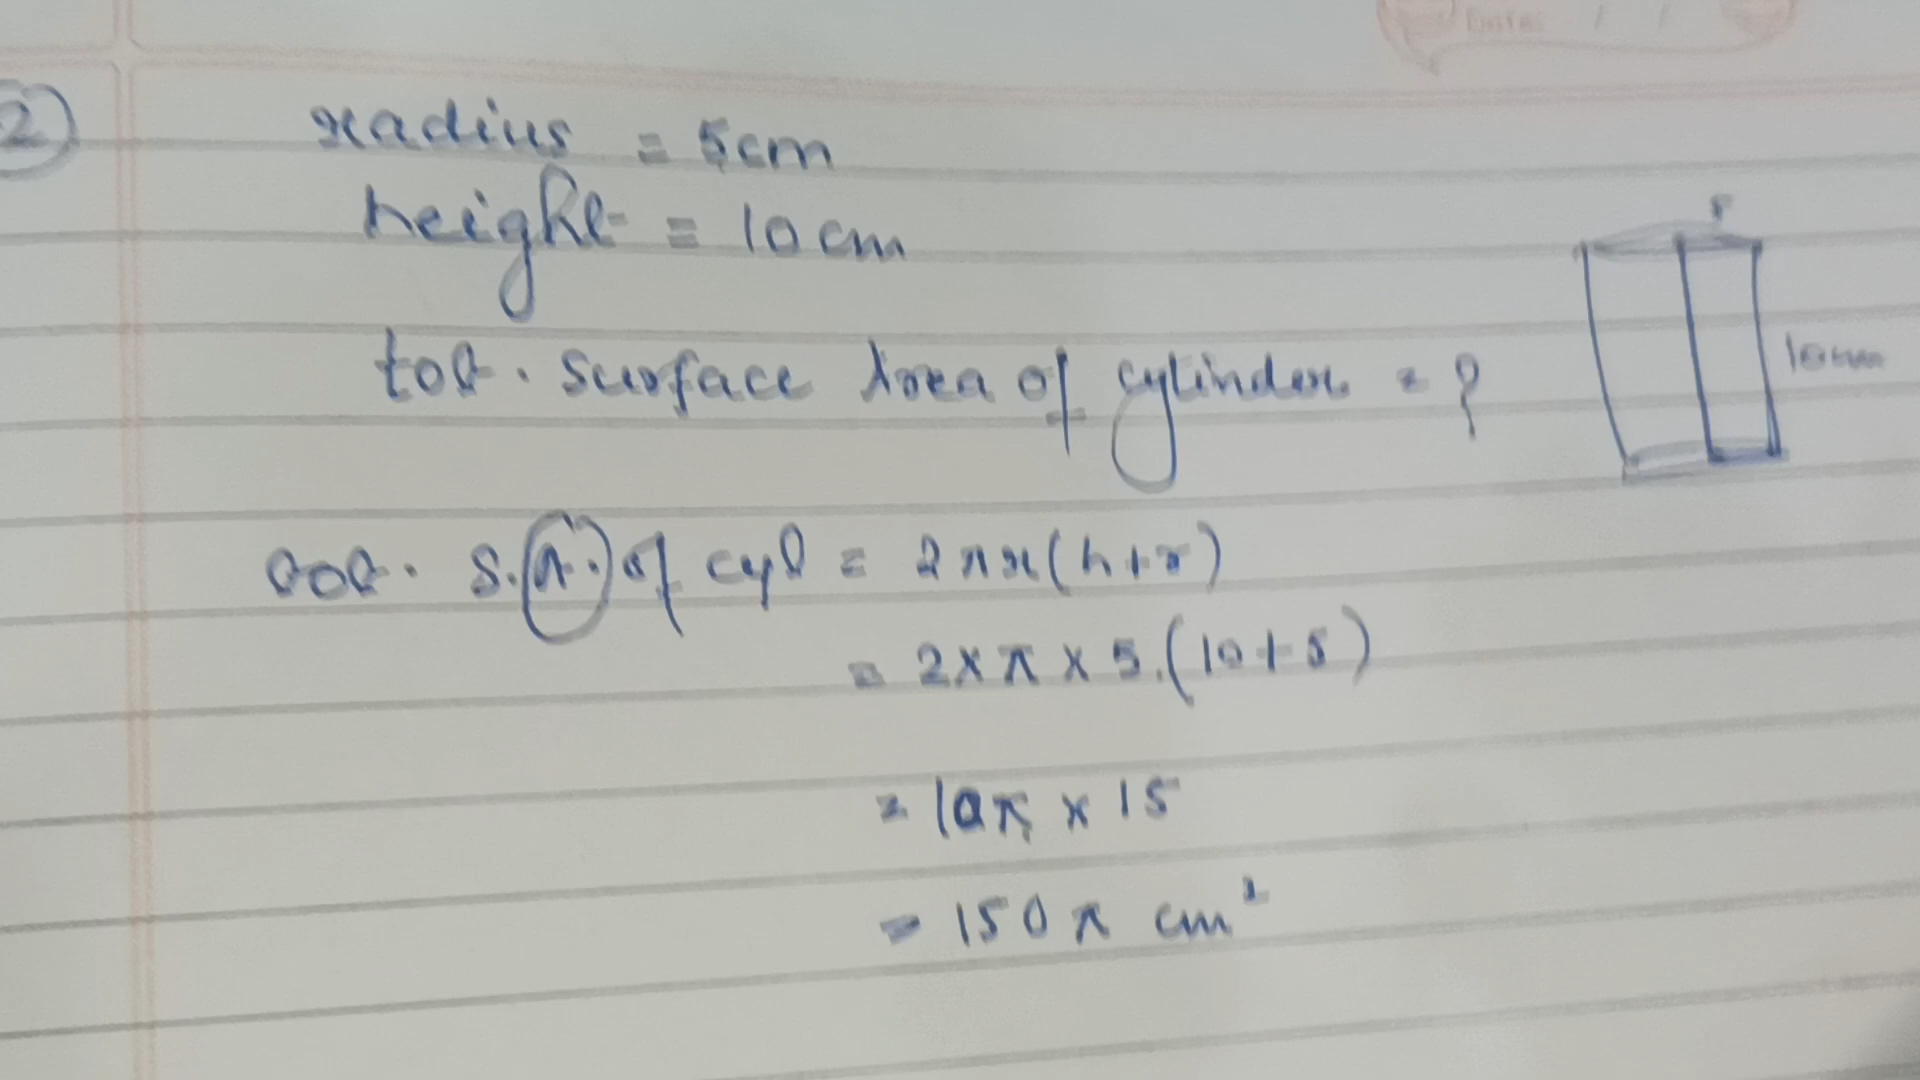 Date: / /
2
radius = 5cm
height = 10 cm
r
tot. surface Area of cylinder = ?
10cm
tot. S.A. of cyl = 2πr(h+r)
= 2×π×5.(10+5)
= 10π × 15
= 150π cm²